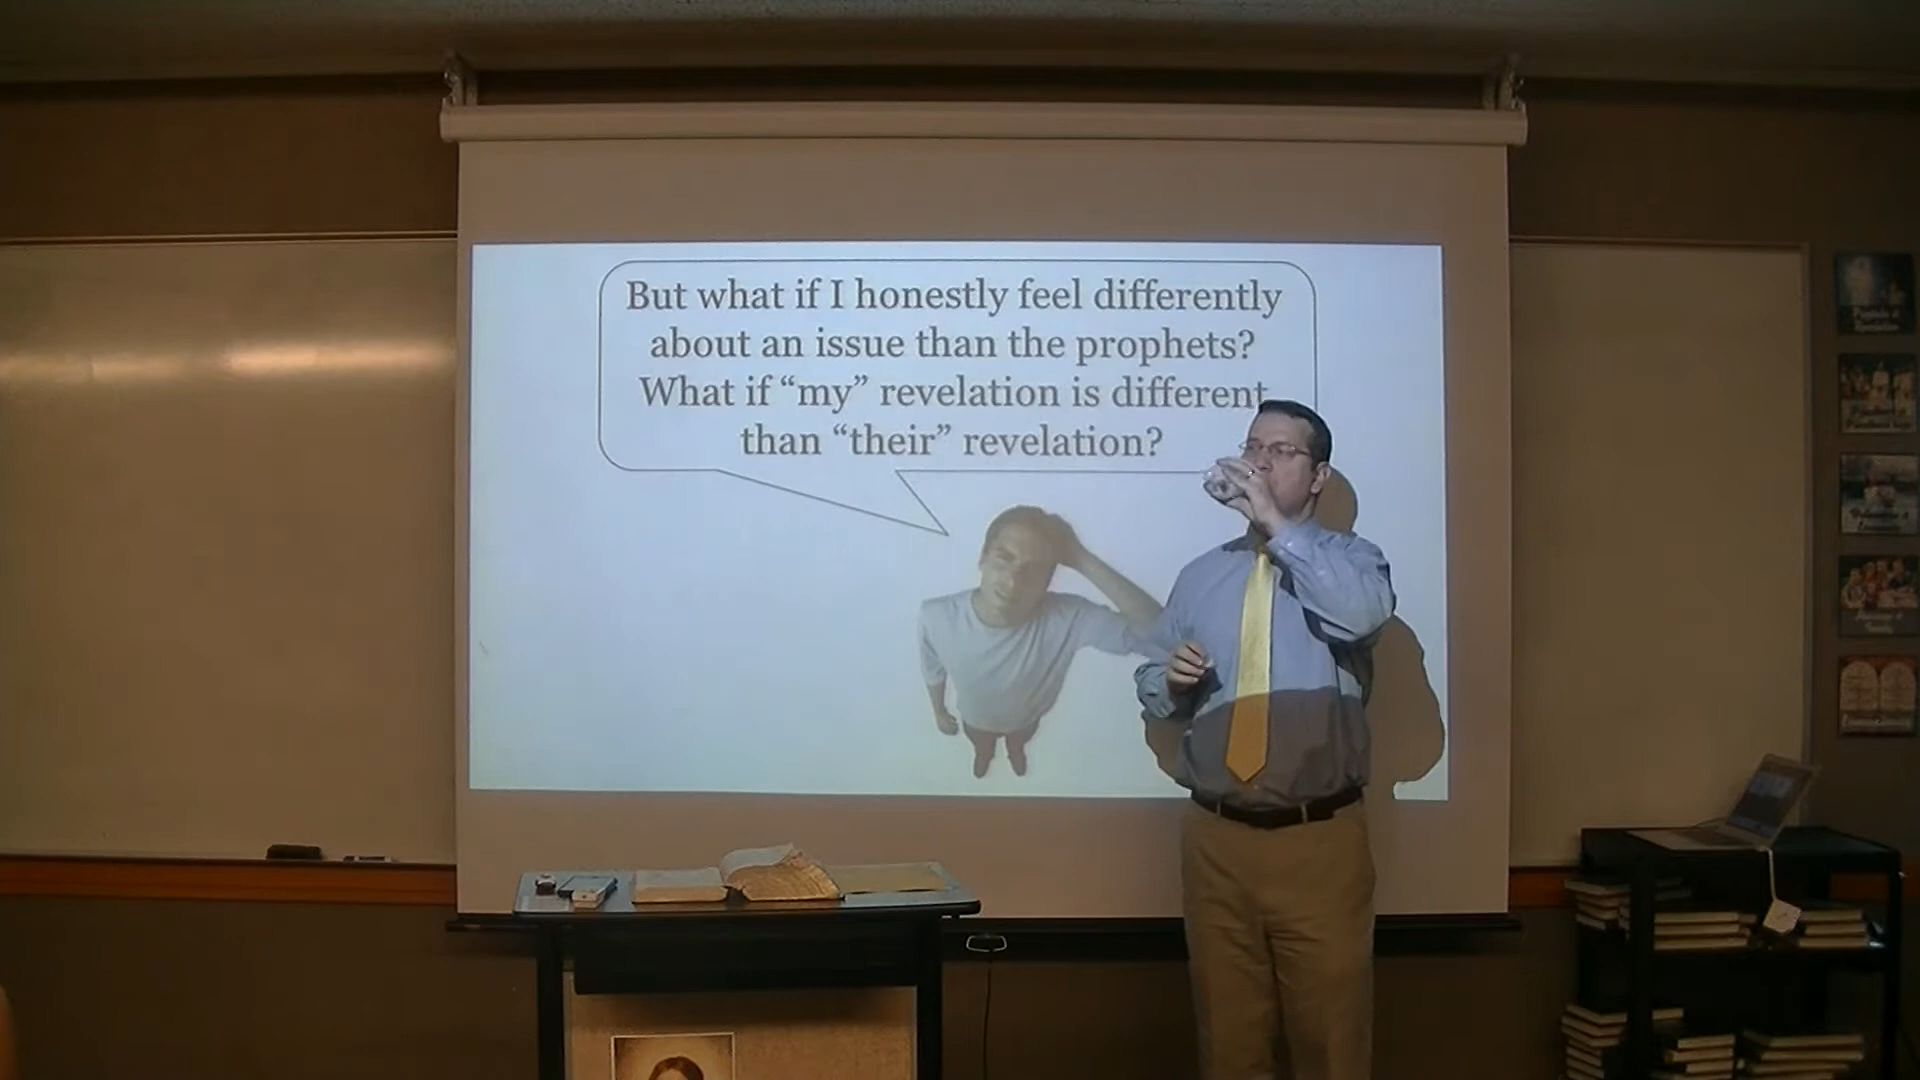 But what if I honestly feel differently
about an issue than the prophets?
What if “my” revelation is different
than “their” revelation?